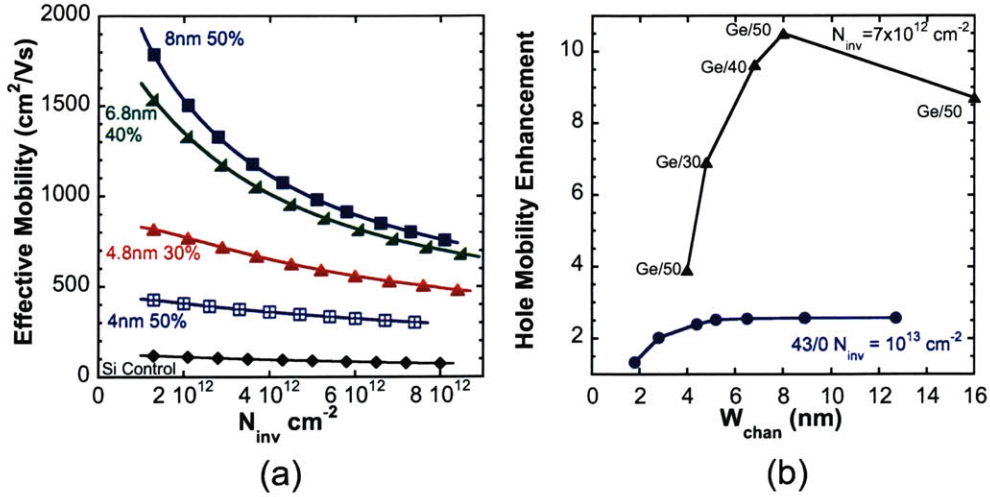 2000
1500
1000
500
0
Effective Mobility (cm²/Vs)
8nm 50%
6.8nm
40%
4.8nm 30%
4nm 50%
Si Control
0
2 10¹²
4 10¹²
6 10¹²
8 10¹²
N_inv cm⁻²
(a)
10
8
6
4
2
Hole Mobility Enhancement
Ge/50
N_inv =7x10¹² cm⁻²
Ge/40
Ge/50
Ge/30
Ge/50
43/0 N_inv = 10¹³ cm⁻²
0
2
4
6
8
10
12
14
16
W_chan (nm)
(b)